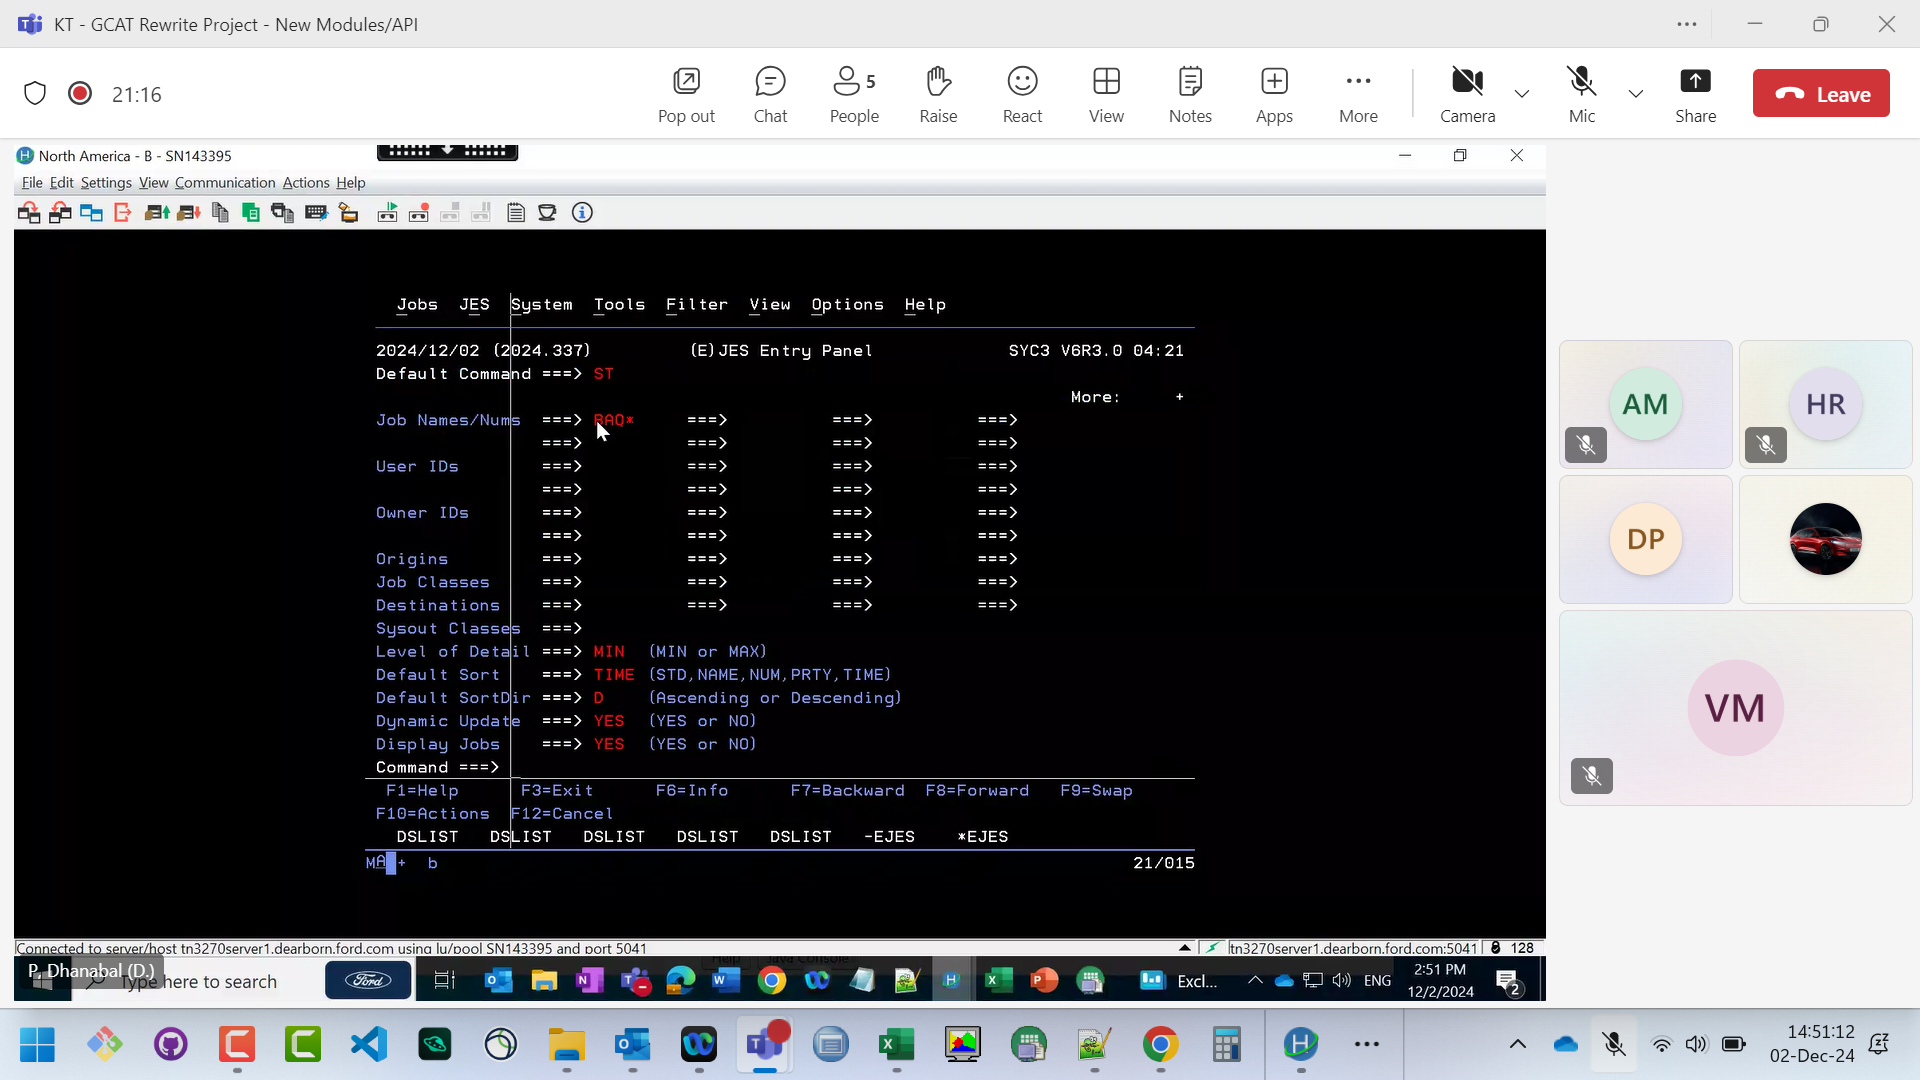 KT - GCAT Rewrite Project - New Modules/API
21:16
Pop out
Chat
People 5
Raise
React
View
Notes
Apps
More
Camera
Mic
Share
Leave
North America - B - SN143395
File Edit Settings View Communication Actions Help
Jobs JES System Tools Filter View Options Help
2024/12/02 (2024.337) (E)JES Entry Panel SYC3 V6R3.0 04:21
Default Command ===> ST
More: +
Job Names/Nums ===> BAQ* ===> ===> ===>
===> ===> ===> ===>
User IDs ===> ===> ===> ===>
===> ===> ===> ===>
Owner IDs ===> ===> ===> ===>
===> ===> ===> ===>
Origins ===> ===> ===> ===>
Job Classes ===> ===> ===> ===>
Destinations ===> ===> ===> ===>
Sysout Classes ===>
Level of Detail ===> MIN (MIN or MAX)
Default Sort ===> TIME (STD,NAME,NUM,PRTY,TIME)
Default SortDir ===> D (Ascending or Descending)
Dynamic Update ===> YES (YES or NO)
Display Jobs ===> YES (YES or NO)
Command ===>
F1=Help F3=Exit F6=Info F7=Backward F8=Forward F9=Swap
F10=Actions F12=Cancel
DSLIST DSLIST DSLIST DSLIST DSLIST -EJES *EJES
MA + b 21/015
Connected to server/host tn3270server1.dearborn.ford.com using lu/pool SN143395 and port 5041
tn3270server1.dearborn.ford.com:5041 128
P, Dhanabal (D.)
Type here to search
Ford
Excl...
ENG
2:51 PM
12/2/2024
2
AM
HR
DP
VM
14:51:12
02-Dec-24